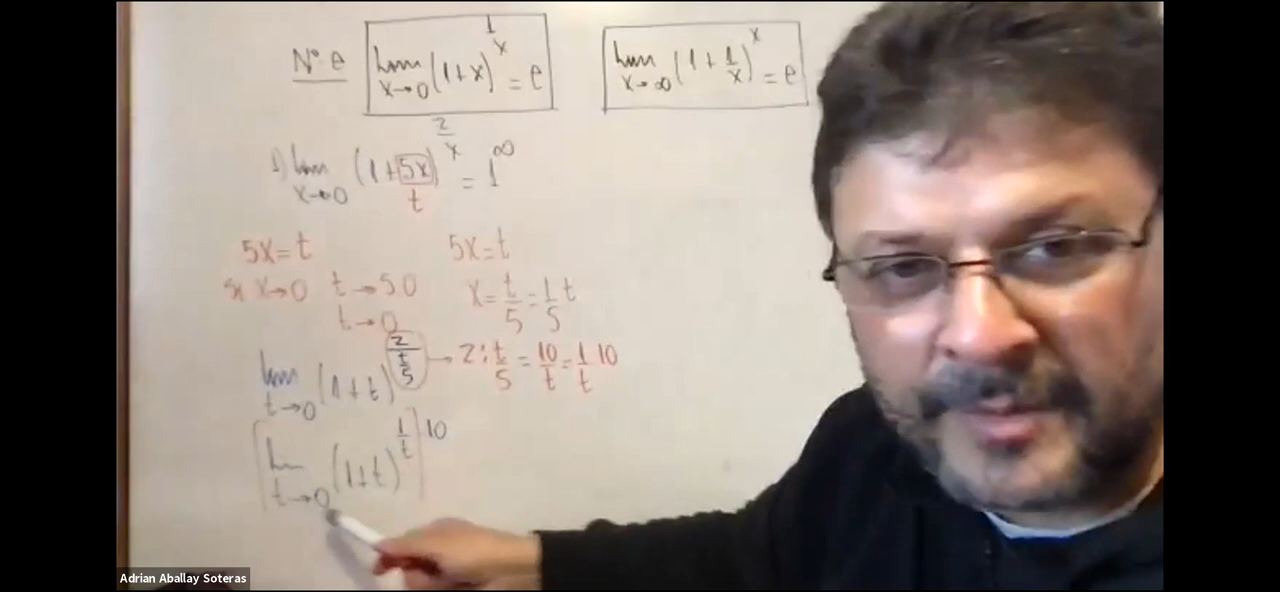 Nº e lim x→0 (1+x)^(1/x) = e lim x→∞ (1+1/x)^x = e
1) lim x→0 (1+5x)^(2/x) = 1^∞
t
5x=t 5x=t
si x→0 t→5.0 x=t/5=1/5 t
t→0
lim t→0 (1+t)^(2/(t/5)) → 2:t/5=10/t=1/t 10
[lim t→0 (1+t)^(1/t)]^10
Adrian Aballay Soteras